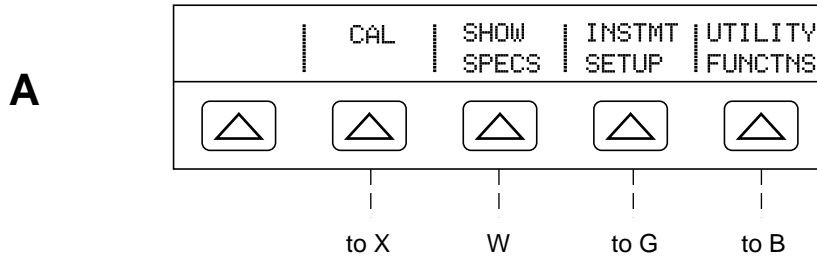 A
CAL SHOW INSTMT UTILITY
SPECS SETUP FUNCTNS
to X W to G to B